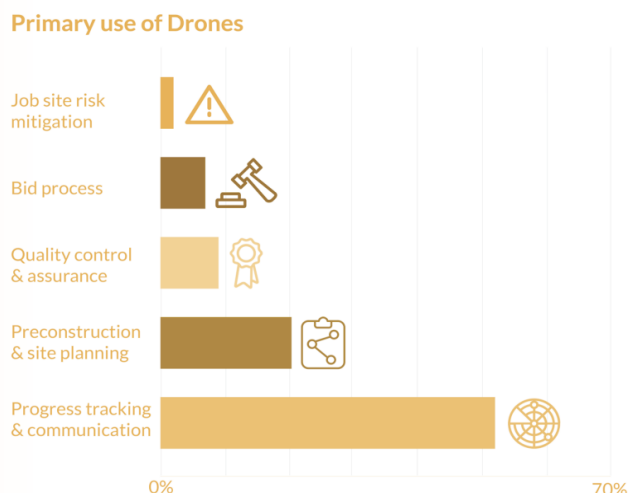 Primary use of Drones
Job site risk
mitigation
Bid process
Quality control
& assurance
Preconstruction
& site planning
Progress tracking
& communication
0%
70%